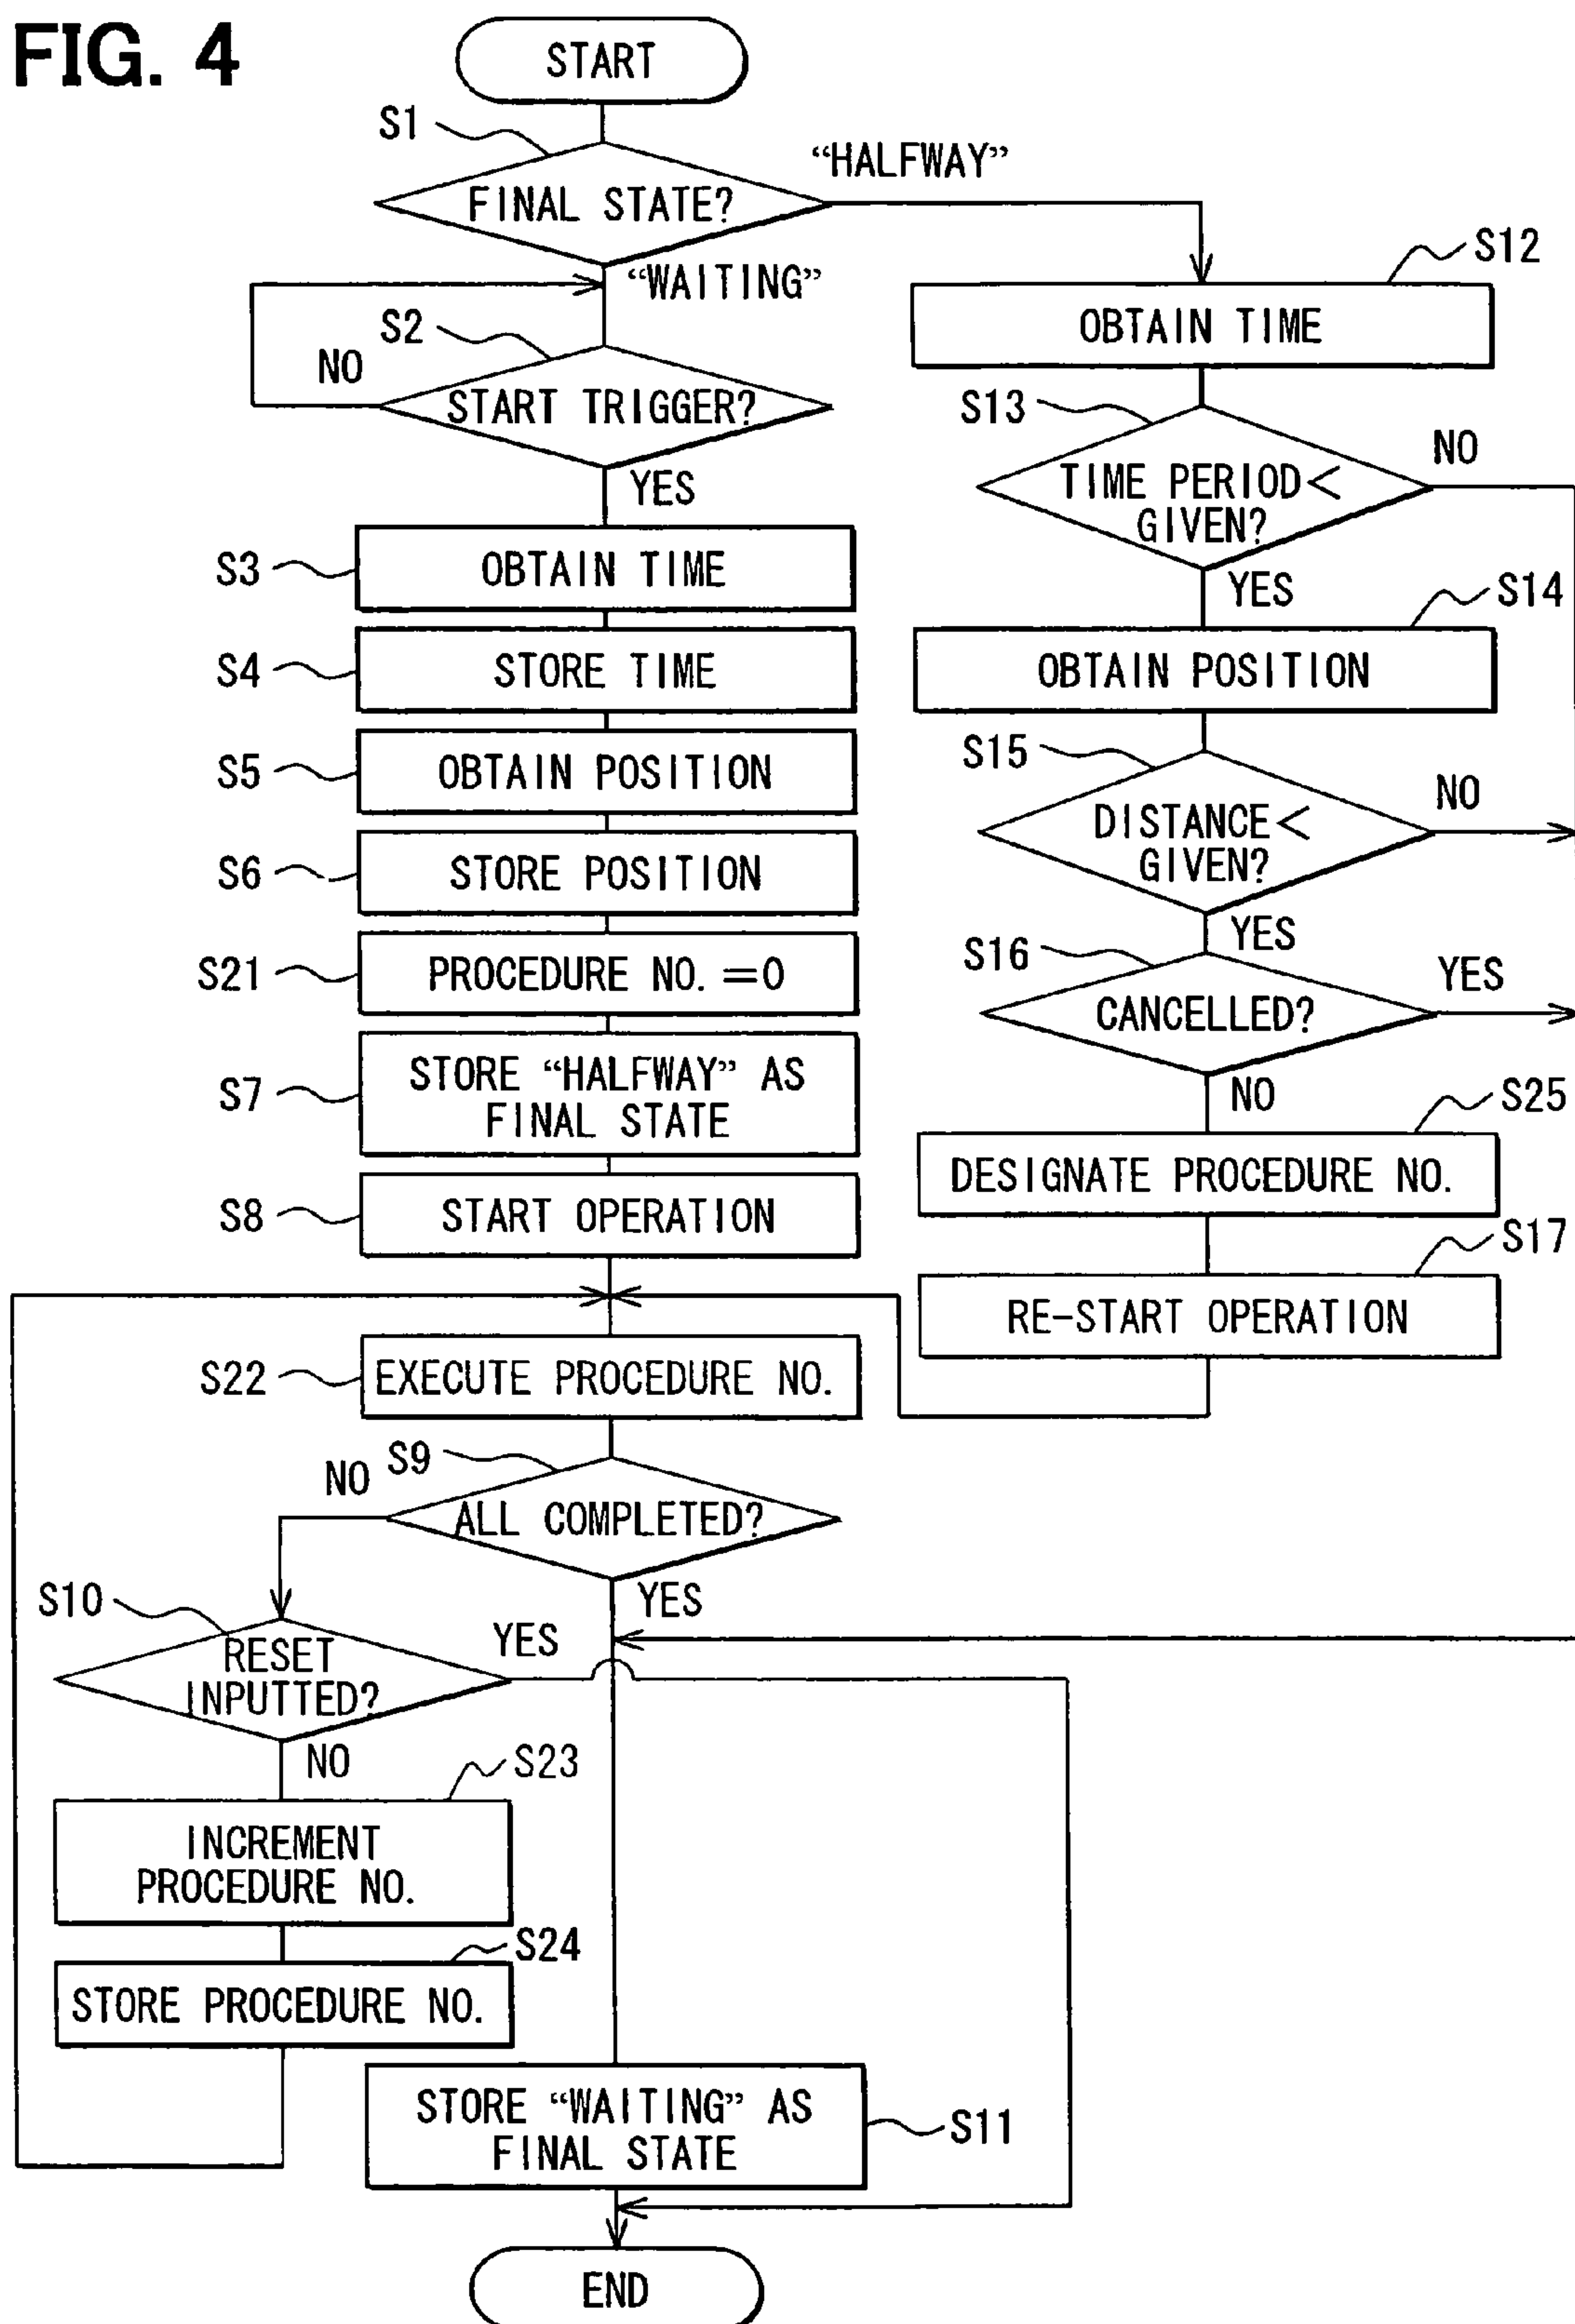 FIG. 4
START
S1
"HALFWAY"
FINAL STATE?
"WAITING"
S2
NO
START TRIGGER?
YES
S3
OBTAIN TIME
S4
STORE TIME
S5
OBTAIN POSITION
S6
STORE POSITION
S21
PROCEDURE NO. =0
S7
STORE "HALFWAY" AS
FINAL STATE
S8
START OPERATION
S12
OBTAIN TIME
S13
TIME PERIOD<
GIVEN?
NO
YES
S14
OBTAIN POSITION
S15
DISTANCE<
GIVEN?
NO
YES
S16
CANCELLED?
YES
NO
S25
DESIGNATE PROCEDURE NO.
S17
RE-START OPERATION
S22
EXECUTE PROCEDURE NO.
S9
NO
ALL COMPLETED?
YES
S10
RESET
INPUTTED?
YES
NO
S23
INCREMENT
PROCEDURE NO.
S24
STORE PROCEDURE NO.
STORE "WAITING" AS
FINAL STATE
S11
END